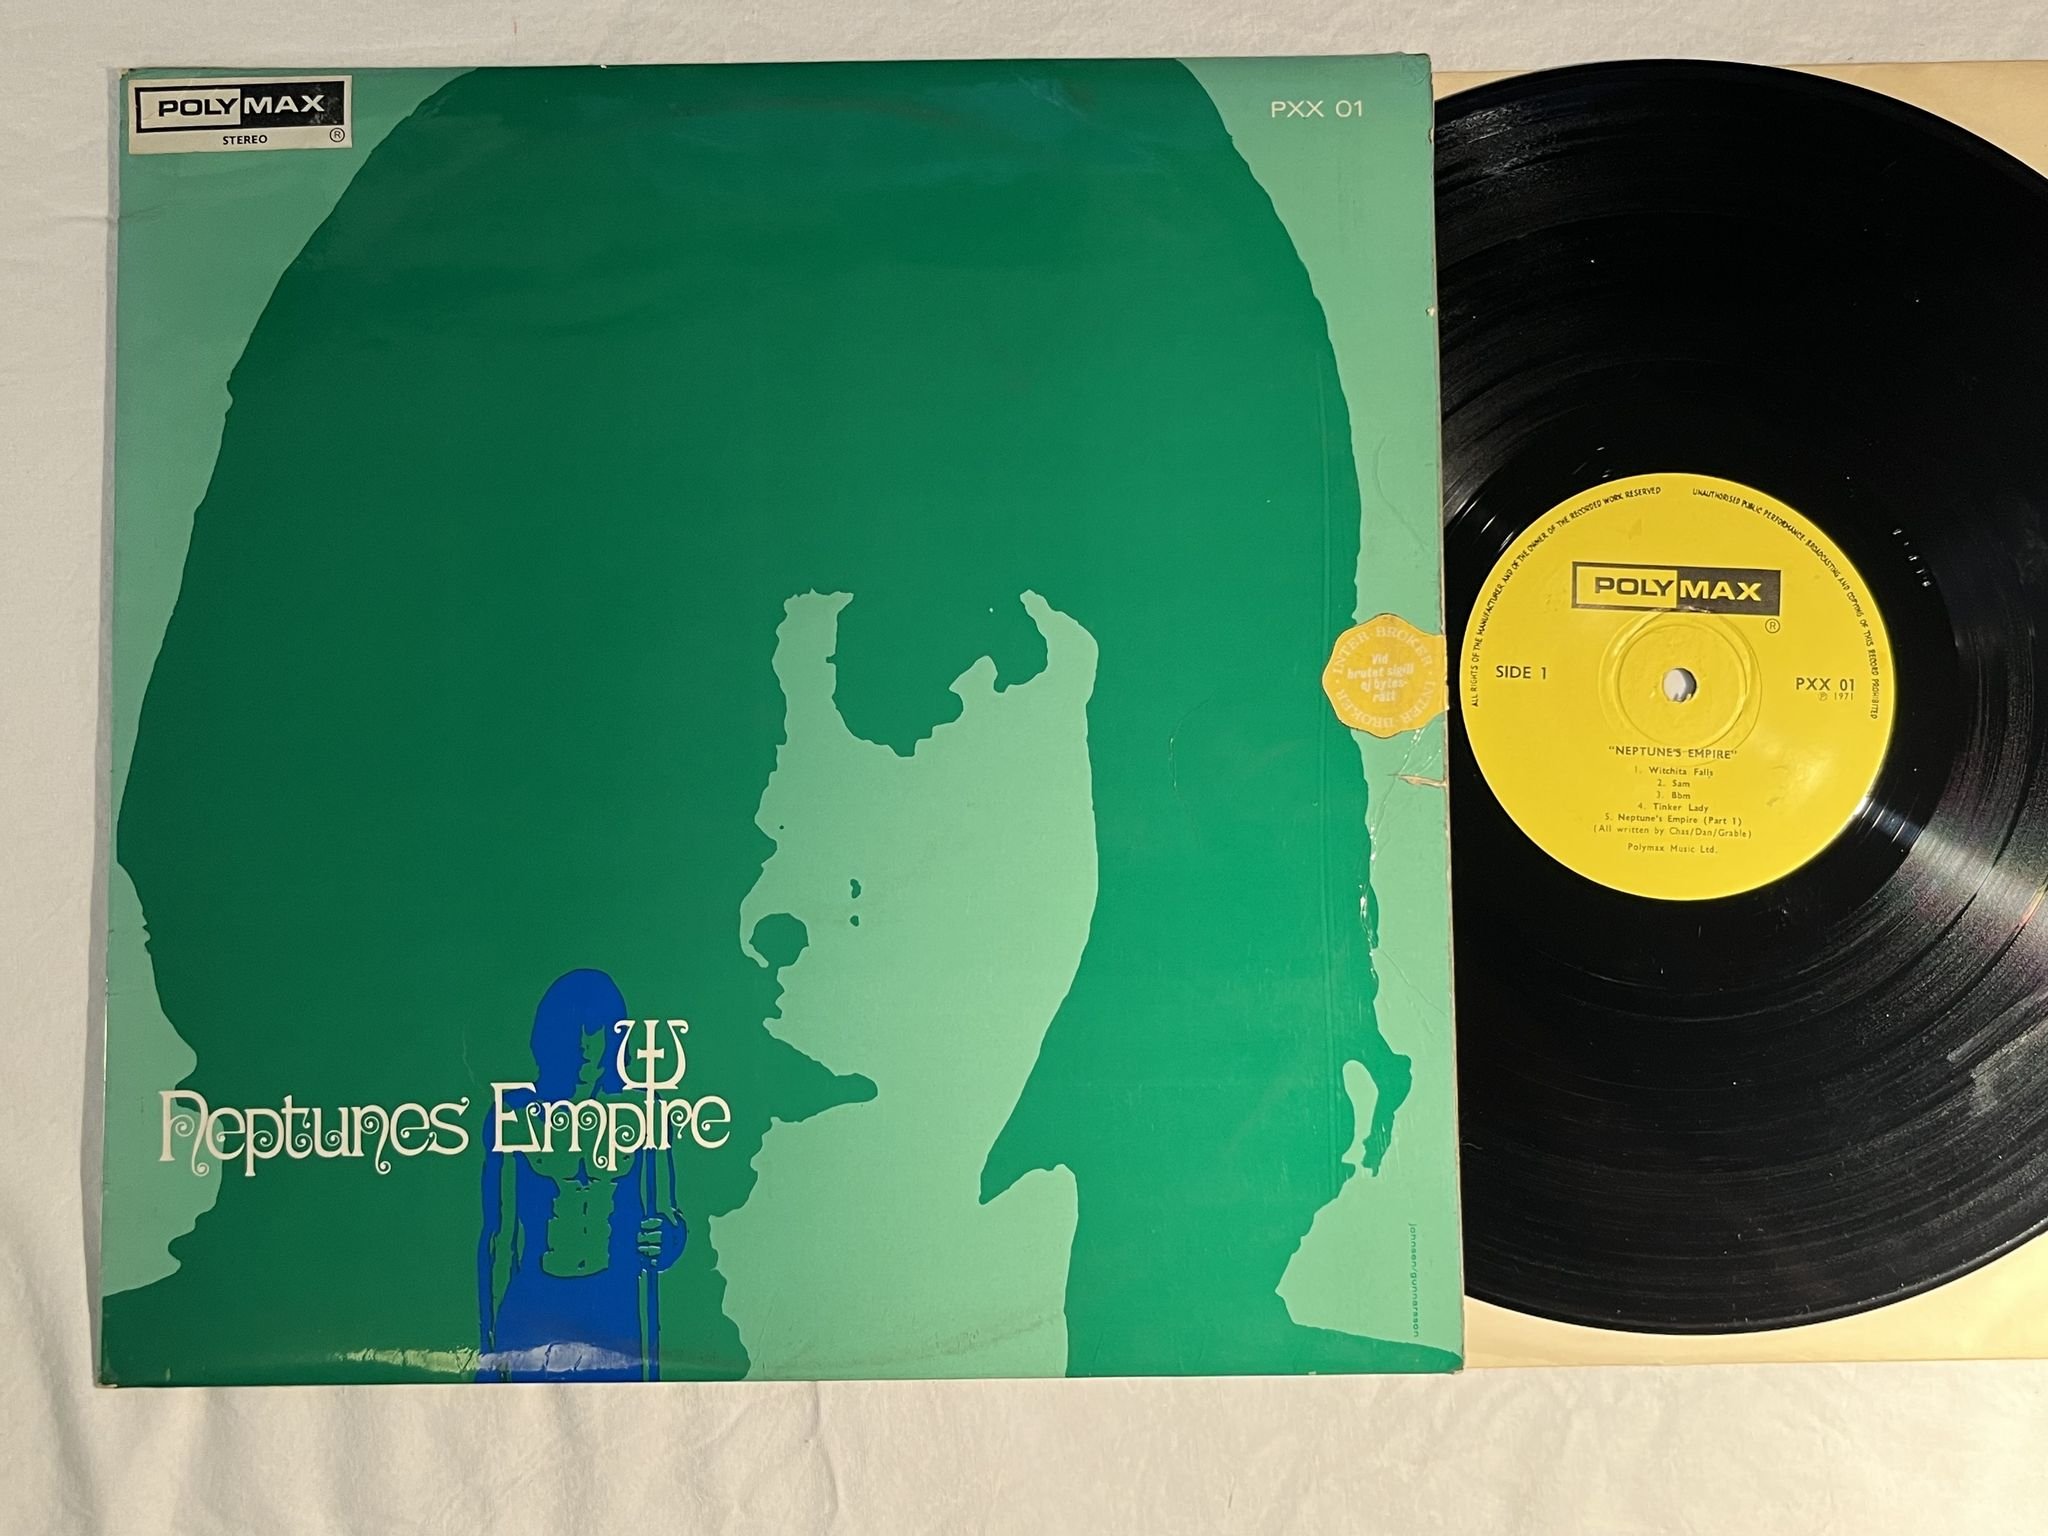 POLYMAX
STEREO
®
PXX 01
INTER · BROKER · INTER · BROKER ·
Vid
brutet sigill
ej bytes-
rätt
Neptunes Empire
jonnsen/gunnarsson
ALL RIGHTS OF THE MANUFACTURER AND OF THE OWNER OF THE RECORDED WORK RESERVED
UNAUTHORISED PUBLIC PERFORMANCE, BROADCASTING AND COPYING OF THIS RECORD PROHIBITED
POLYMAX
®
SIDE 1
PXX 01
℗ 1971
"NEPTUNE'S EMPIRE"
1. Witchita Falls
2. Sam
3. Bbm
4. Tinker Lady
5. Neptune's Empire (Part 1)
(All written by Chas/Dan/Grable)
Polymax Music Ltd.